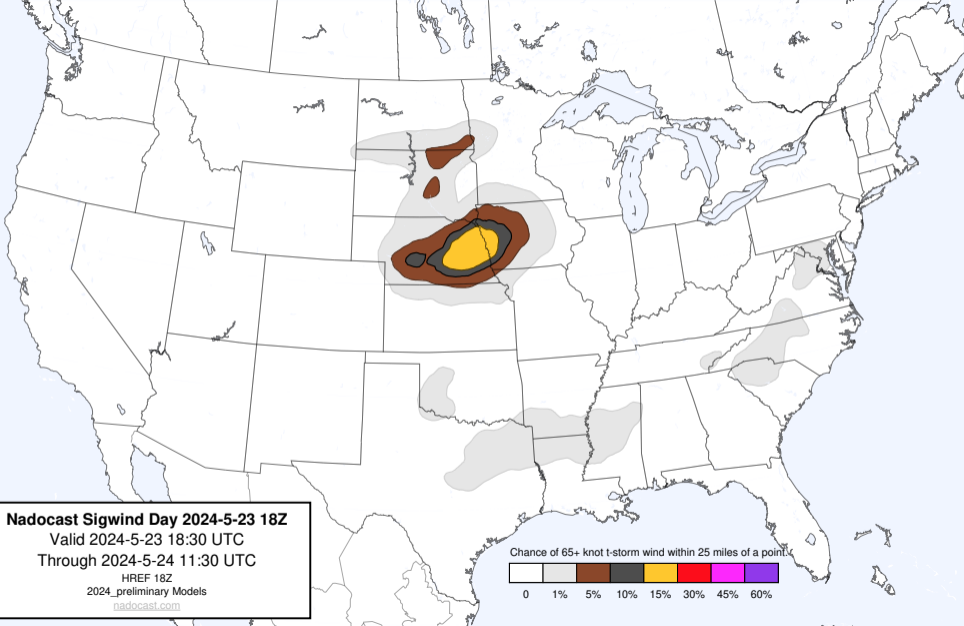 Nadocast Sigwind Day 2024-5-23 18Z
Valid 2024-5-23 18:30 UTC
Through 2024-5-24 11:30 UTC
HREF 18Z
2024_preliminary Models
nadocast.com
Chance of 65+ knot t-storm wind within 25 miles of a point.
0 1% 5% 10% 15% 30% 45% 60%